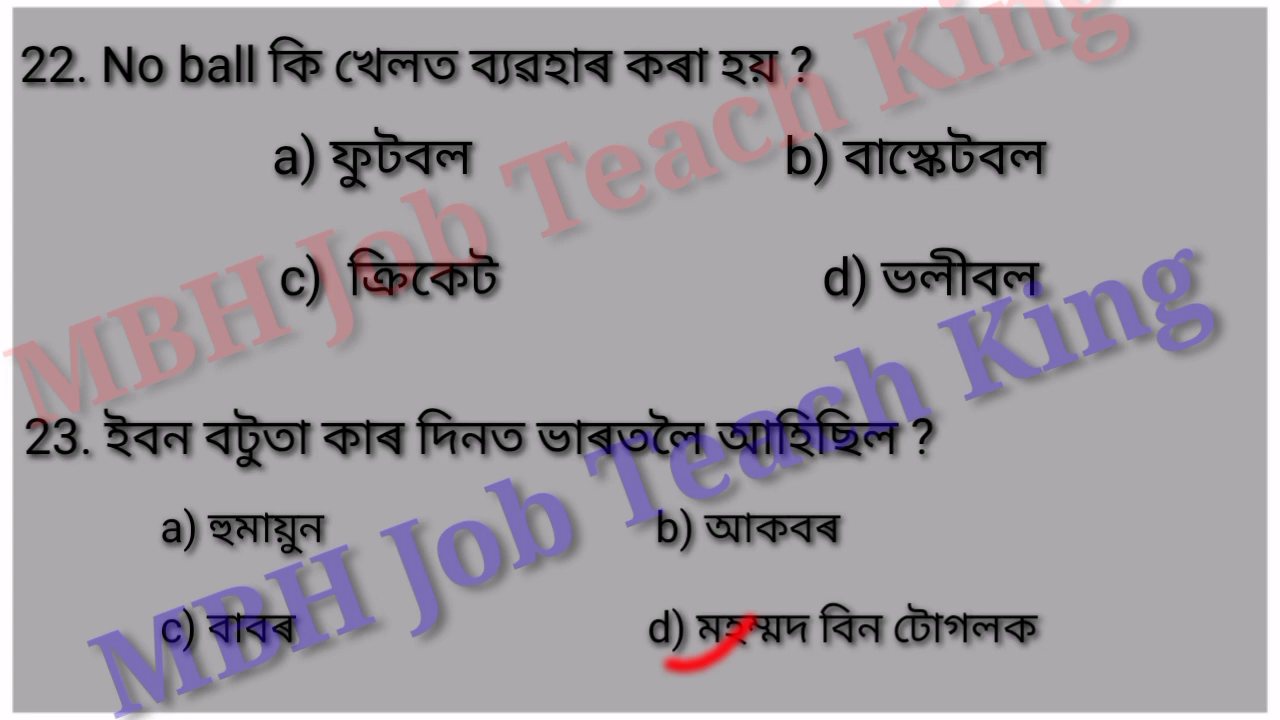 22. No ball কি খেলত ব্যৱহাৰ কৰা হয় ?
a) ফুটবল b) বাস্কেটবল
c) ক্ৰিকেট d) ভলীবল
23. ইবন বটুতা কাৰ দিনত ভাৰতলৈ আহিছিল ?
a) হুমায়ুন b) আকবৰ
c) বাবৰ d) মহম্মদ বিন টোগলক
MBH Job Teach King
MBH Job Teach King